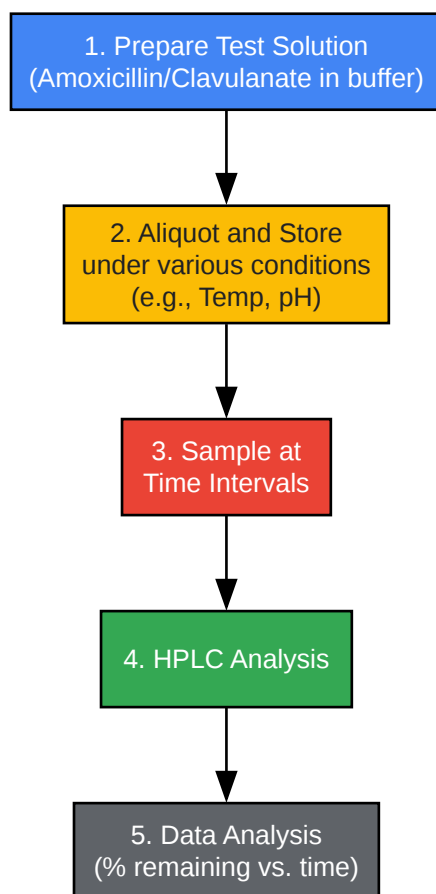 1. Prepare Test Solution
(Amoxicillin/Clavulanate in buffer)
2. Aliquot and Store
under various conditions
(e.g., Temp, pH)
3. Sample at
Time Intervals
4. HPLC Analysis
5. Data Analysis
(% remaining vs. time)